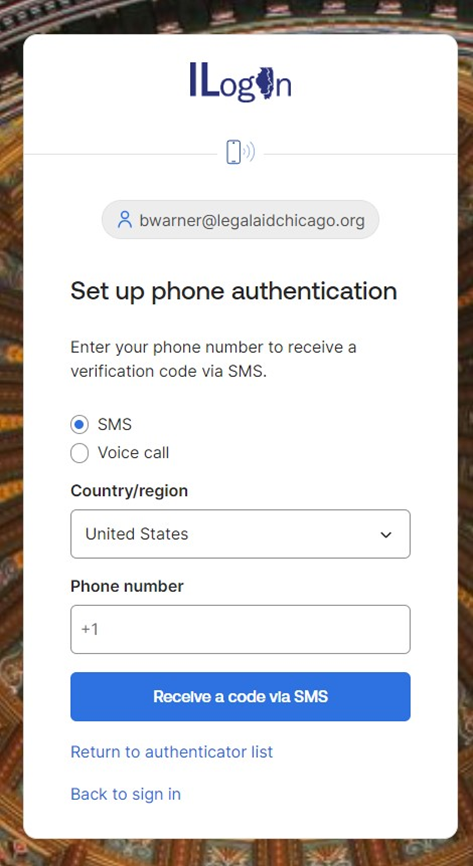 ILogin
bwarner@legalaidchicago.org
Set up phone authentication
Enter your phone number to receive a
verification code via SMS.
SMS
Voice call
Country/region
United States
Phone number
+1
Receive a code via SMS
Return to authenticator list
Back to sign in